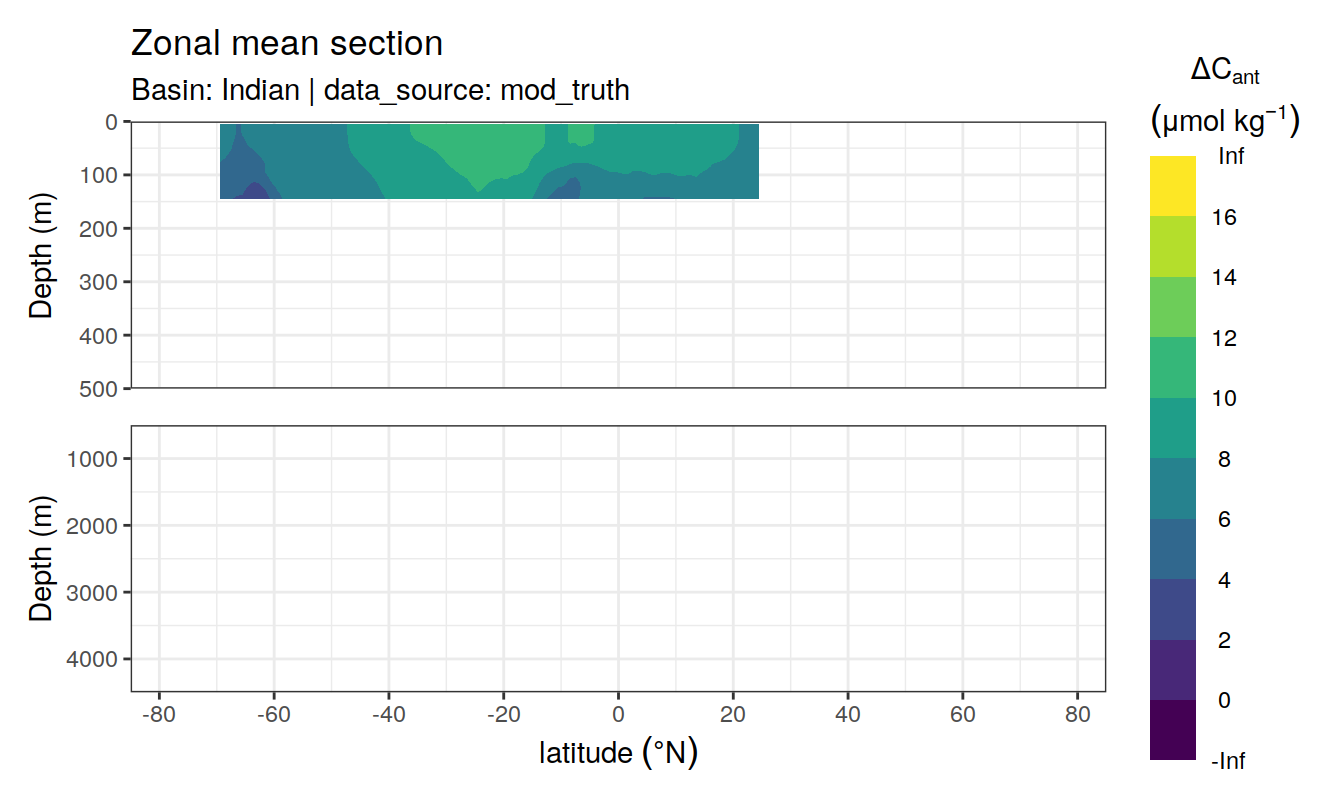 Zonal mean section
Basin: Indian | data_source: mod_truth
ΔC_ant
(μmol kg⁻¹)
Inf
16
14
12
10
8
6
4
2
0
-Inf
Depth (m)
0
100
200
300
400
500
Depth (m)
1000
2000
3000
4000
-80 -60 -40 -20 0 20 40 60 80
latitude (°N)